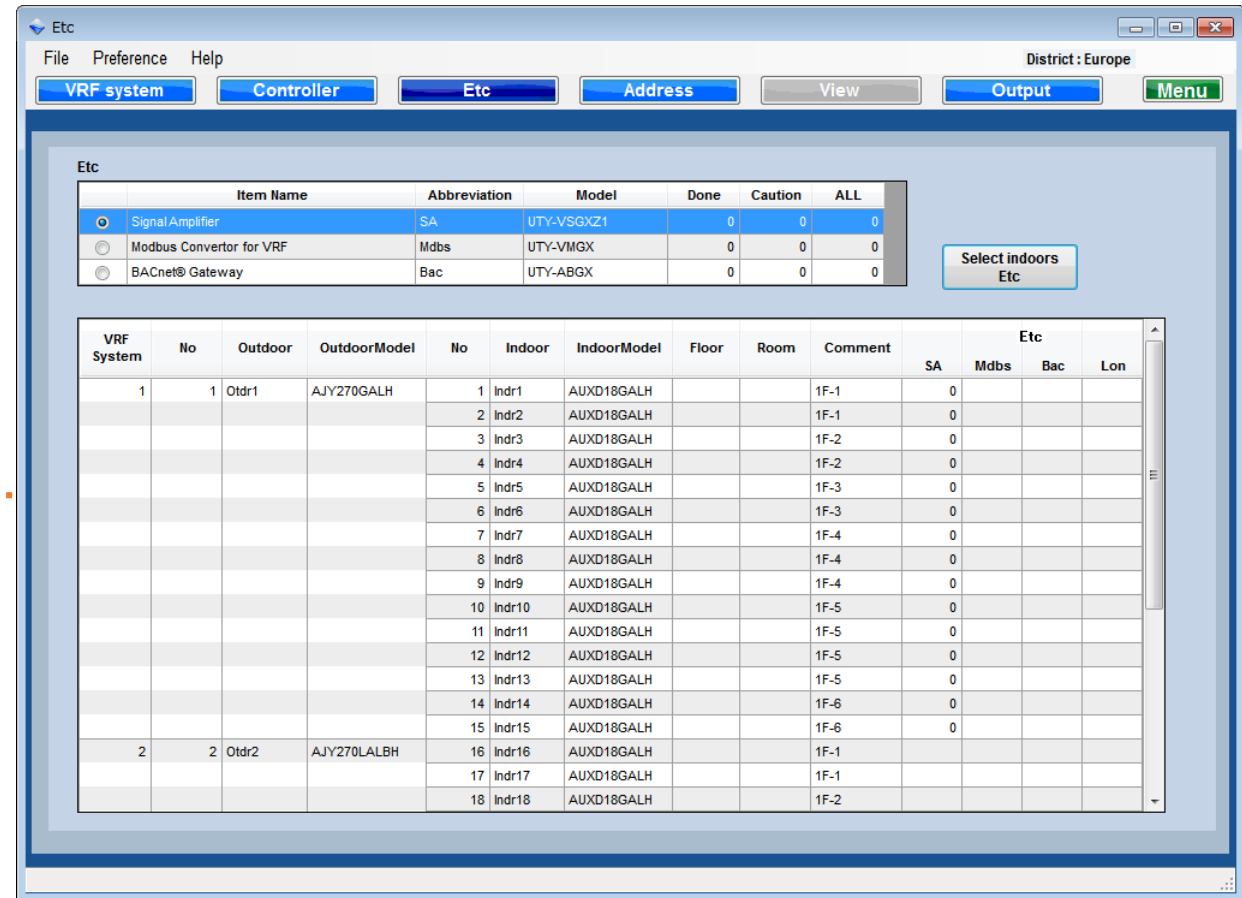 Etc
File Preference Help District : Europe
VRF system Controller Etc Address View Output Menu
Etc
Item Name Abbreviation Model Done Caution ALL
Signal Amplifier SA UTY-VSGXZ1 0 0 0
Modbus Convertor for VRF Mdbs UTY-VMGX 0 0 0
BACnet® Gateway Bac UTY-ABGX 0 0 0
Select indoors
Etc
VRF System No Outdoor OutdoorModel No Indoor IndoorModel Floor Room Comment Etc
SA Mdbs Bac Lon
1 1 Otdr1 AJY270GALH 1 Indr1 AUXD18GALH 1F-1 0
2 Indr2 AUXD18GALH 1F-1 0
3 Indr3 AUXD18GALH 1F-2 0
4 Indr4 AUXD18GALH 1F-2 0
5 Indr5 AUXD18GALH 1F-3 0
6 Indr6 AUXD18GALH 1F-3 0
7 Indr7 AUXD18GALH 1F-4 0
8 Indr8 AUXD18GALH 1F-4 0
9 Indr9 AUXD18GALH 1F-4 0
10 Indr10 AUXD18GALH 1F-5 0
11 Indr11 AUXD18GALH 1F-5 0
12 Indr12 AUXD18GALH 1F-5 0
13 Indr13 AUXD18GALH 1F-5 0
14 Indr14 AUXD18GALH 1F-6 0
15 Indr15 AUXD18GALH 1F-6 0
2 2 Otdr2 AJY270LALBH 16 Indr16 AUXD18GALH 1F-1
17 Indr17 AUXD18GALH 1F-1
18 Indr18 AUXD18GALH 1F-2